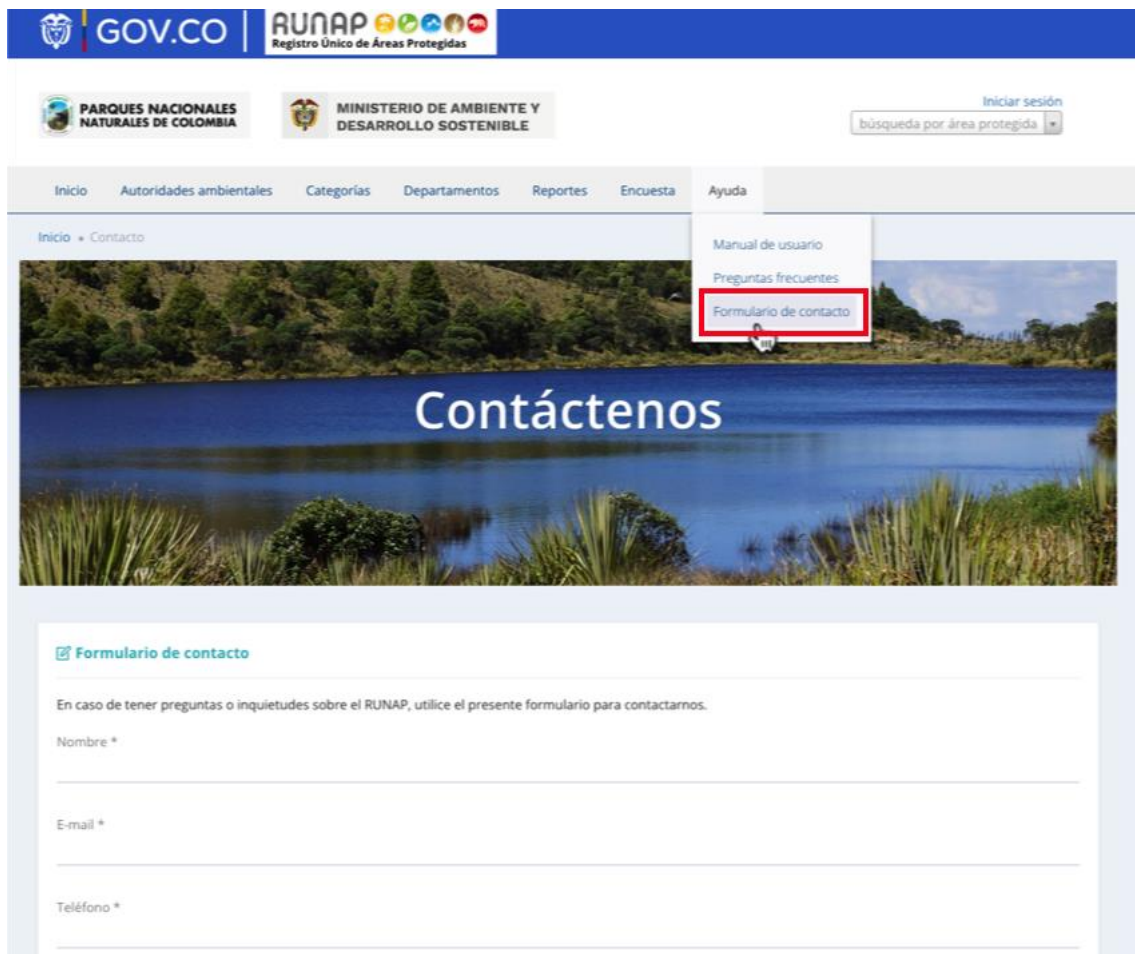 GOV.CO
RUNAP
Registro Único de Áreas Protegidas
PARQUES NACIONALES
NATURALES DE COLOMBIA
MINISTERIO DE AMBIENTE Y
DESARROLLO SOSTENIBLE
Iniciar sesión
búsqueda por área protegida
Inicio Autoridades ambientales Categorías Departamentos Reportes Encuesta Ayuda
Inicio • Contacto
Manual de usuario
Preguntas frecuentes
Formulario de contacto
Contáctenos
Formulario de contacto
En caso de tener preguntas o inquietudes sobre el RUNAP, utilice el presente formulario para contactarnos.
Nombre *
E-mail *
Teléfono *